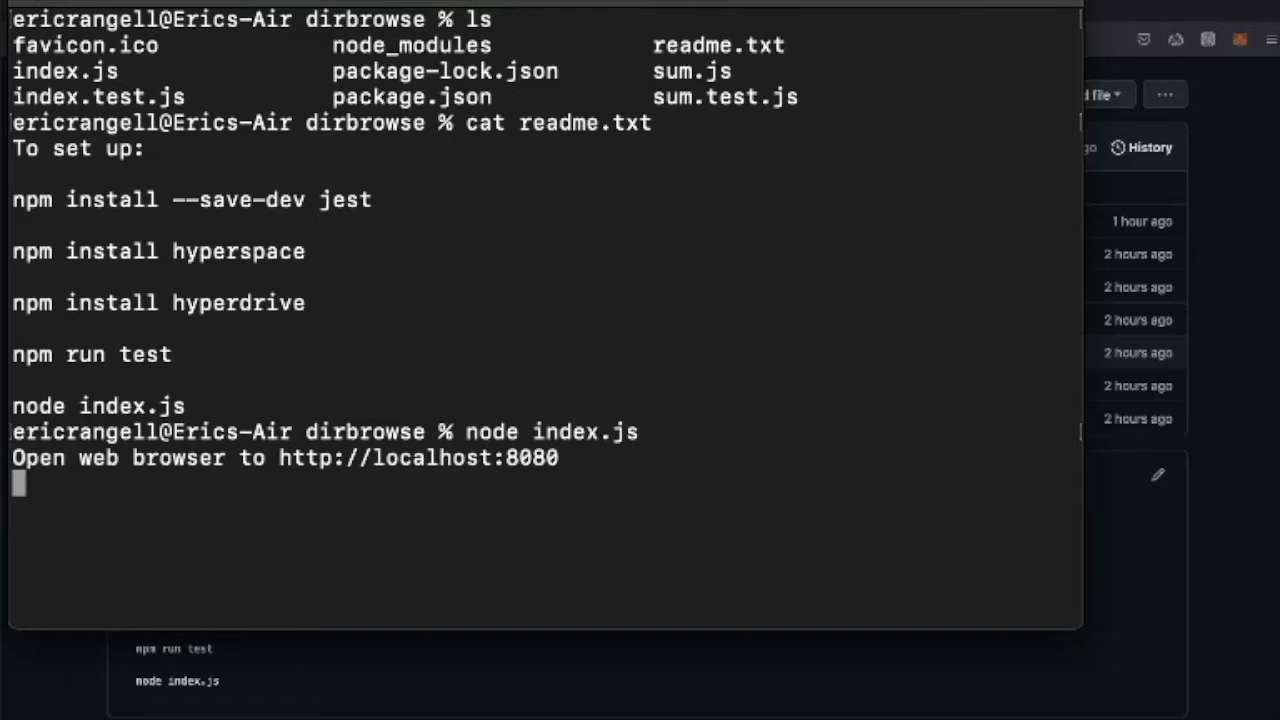 ericrangell@Erics-Air dirbrowse % ls
favicon.ico node_modules readme.txt
index.js package-lock.json sum.js
index.test.js package.json sum.test.js
ericrangell@Erics-Air dirbrowse % cat readme.txt
To set up:
npm install --save-dev jest
npm install hyperspace
npm install hyperdrive
npm run test
node index.js
ericrangell@Erics-Air dirbrowse % node index.js
Open web browser to http://localhost:8080
file
...
go History
1 hour ago
2 hours ago
2 hours ago
2 hours ago
2 hours ago
2 hours ago
2 hours ago
npm run test
node index.js